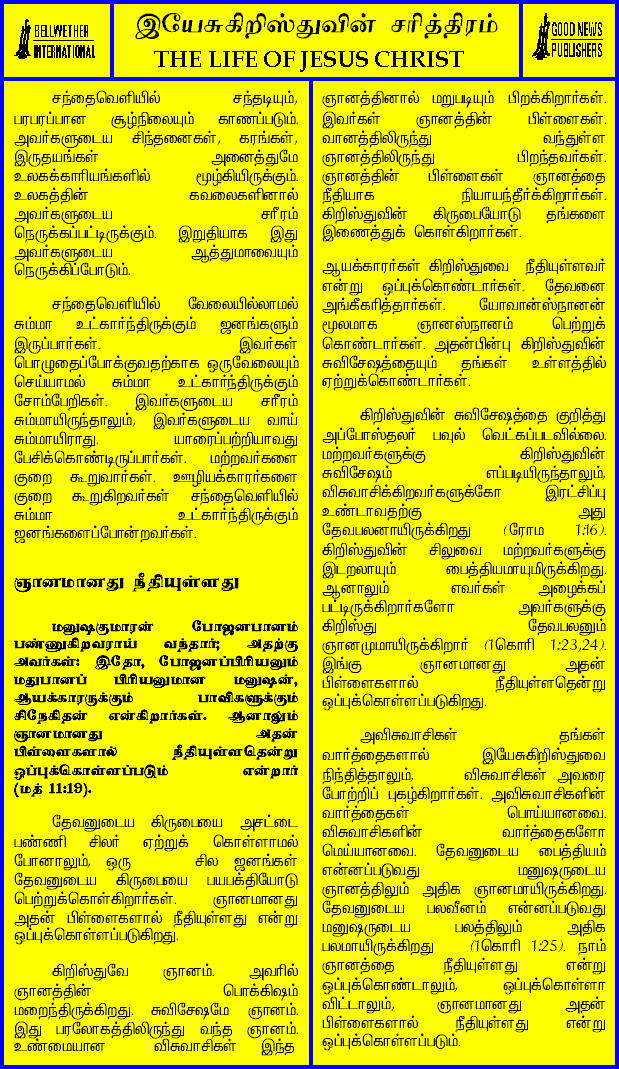 BELLWETHER
INTERNATIONAL
இயேசுகிறிஸ்துவின் சரித்திரம்
THE LIFE OF JESUS CHRIST
GOOD NEWS
PUBLISHERS
சந்தைவெளியில் சந்தடியும்,
பரபரப்பான சூழ்நிலையும் காணப்படும்.
அவர்களுடைய சிந்தனைகள், கரங்கள்,
இருதயங்கள் அனைத்துமே
உலகக்காரியங்களில் மூழ்கியிருக்கும்.
உலகத்தின் கவலைகளினால்
அவர்களுடைய சரீரம்
நெருக்கப்பட்டிருக்கும். இறுதியாக இது
அவர்களுடைய ஆத்துமாவையும்
நெருக்கிப்போடும்.
சந்தைவெளியில் வேலையில்லாமல்
சும்மா உட்கார்ந்திருக்கும் ஜனங்களும்
இருப்பார்கள். இவர்கள்
பொழுதைப்போக்குவதற்காக ஒருவேலையும்
செய்யாமல் சும்மா உட்கார்ந்திருக்கும்
சோம்பேறிகள். இவர்களுடைய சரீரம்
சும்மாயிருந்தாலும், இவர்களுடைய வாய்
சும்மாயிராது. யாரைப்பற்றியாவது
பேசிக்கொண்டிருப்பார்கள். மற்றவர்களை
குறை கூறுவார்கள். ஊழியக்காரர்களை
குறை கூறுகிறவர்கள் சந்தைவெளியில்
சும்மா உட்கார்ந்திருக்கும்
ஜனங்களைப்போன்றவர்கள்.
ஞானமானது நீதியுள்ளது
மனுஷகுமாரன் போஜனபானம்
பண்ணுகிறவராய் வந்தார்; அதற்கு
அவர்கள்: இதோ, போஜனப்பிரியனும்
மதுபானப் பிரியனுமான மனுஷன்,
ஆயக்காரருக்கும் பாவிகளுக்கும்
சிநேகிதன் என்கிறார்கள். ஆனாலும்
ஞானமானது அதன்
பிள்ளைகளால் நீதியுள்ளதென்று
ஒப்புக்கொள்ளப்படும் என்றார்
(மத் 11:19).
தேவனுடைய கிருபையை அசட்டை
பண்ணி சிலர் ஏற்றுக் கொள்ளாமல்
போனாலும், ஒரு சில ஜனங்கள்
தேவனுடைய கிருபையை பயபக்தியோடு
பெற்றுக்கொள்கிறார்கள். ஞானமானது
அதன் பிள்ளைகளால் நீதியுள்ளது என்று
ஒப்புக்கொள்ளப்படுகிறது.
கிறிஸ்துவே ஞானம். அவரில்
ஞானத்தின் பொக்கிஷம்
மறைந்திருக்கிறது. சுவிசேஷமே ஞானம்.
இது பரலோகத்திலிருந்து வந்த ஞானம்.
உண்மையான விசுவாசிகள் இந்த
ஞானத்தினால் மறுபடியும் பிறக்கிறார்கள்.
இவர்கள் ஞானத்தின் பிள்ளைகள்.
வானத்திலிருந்து வந்துள்ள
ஞானத்திலிருந்து பிறந்தவர்கள்.
ஞானத்தின் பிள்ளைகள் ஞானத்தை
நீதியாக நியாயந்தீர்க்கிறார்கள்.
கிறிஸ்துவின் கிருபையோடு தங்களை
இணைத்துக் கொள்கிறார்கள்.
ஆயக்காரர்கள் கிறிஸ்துவை நீதியுள்ளவர்
என்று ஒப்புக்கொண்டார்கள். தேவனை
அங்கீகரித்தார்கள். யோவான்ஸ்நானன்
மூலமாக ஞானஸ்நானம் பெற்றுக்
கொண்டார்கள். அதன்பின்பு கிறிஸ்துவின்
சுவிசேஷத்தையும் தங்கள் உள்ளத்தில்
ஏற்றுக்கொண்டார்கள்.
கிறிஸ்துவின் சுவிசேஷத்தை குறித்து
அப்போஸ்தலர் பவுல் வெட்கப்படவில்லை.
மற்றவர்களுக்கு கிறிஸ்துவின்
சுவிசேஷம் எப்படியிருந்தாலும்,
விசுவாசிக்கிறவர்களுக்கோ இரட்சிப்பு
உண்டாவதற்கு அது
தேவபலனாயிருக்கிறது (ரோம 1:16).
கிறிஸ்துவின் சிலுவை மற்றவர்களுக்கு
இடறலாயும் பைத்தியமாயுமிருக்கிறது.
ஆனாலும் எவர்கள் அழைக்கப்
பட்டிருக்கிறார்களோ அவர்களுக்கு
கிறிஸ்து தேவபலனும்
ஞானமுமாயிருக்கிறார் (1கொரி 1:23,24).
இங்கு ஞானமானது அதன்
பிள்ளைகளால் நீதியுள்ளதென்று
ஒப்புக்கொள்ளப்படுகிறது.
அவிசுவாசிகள் தங்கள்
வார்த்தைகளால் இயேசுகிறிஸ்துவை
நிந்தித்தாலும், விசுவாசிகள் அவரை
போற்றிப் புகழ்கிறார்கள். அவிசுவாசிகளின்
வார்த்தைகள் பொய்யானவை.
விசுவாசிகளின் வார்த்தைகளோ
மெய்யானவை. தேவனுடைய பைத்தியம்
என்னப்படுவது மனுஷருடைய
ஞானத்திலும் அதிக ஞானமாயிருக்கிறது.
தேவனுடைய பலவீனம் என்னப்படுவது
மனுஷருடைய பலத்திலும் அதிக
பலமாயிருக்கிறது (1கொரி 1:25). நாம்
ஞானத்தை நீதியுள்ளது என்று
ஒப்புக்கொண்டாலும், ஒப்புக்கொள்ளா
விட்டாலும், ஞானமானது அதன்
பிள்ளைகளால் நீதியுள்ளது என்று
ஒப்புக்கொள்ளப்படும்.